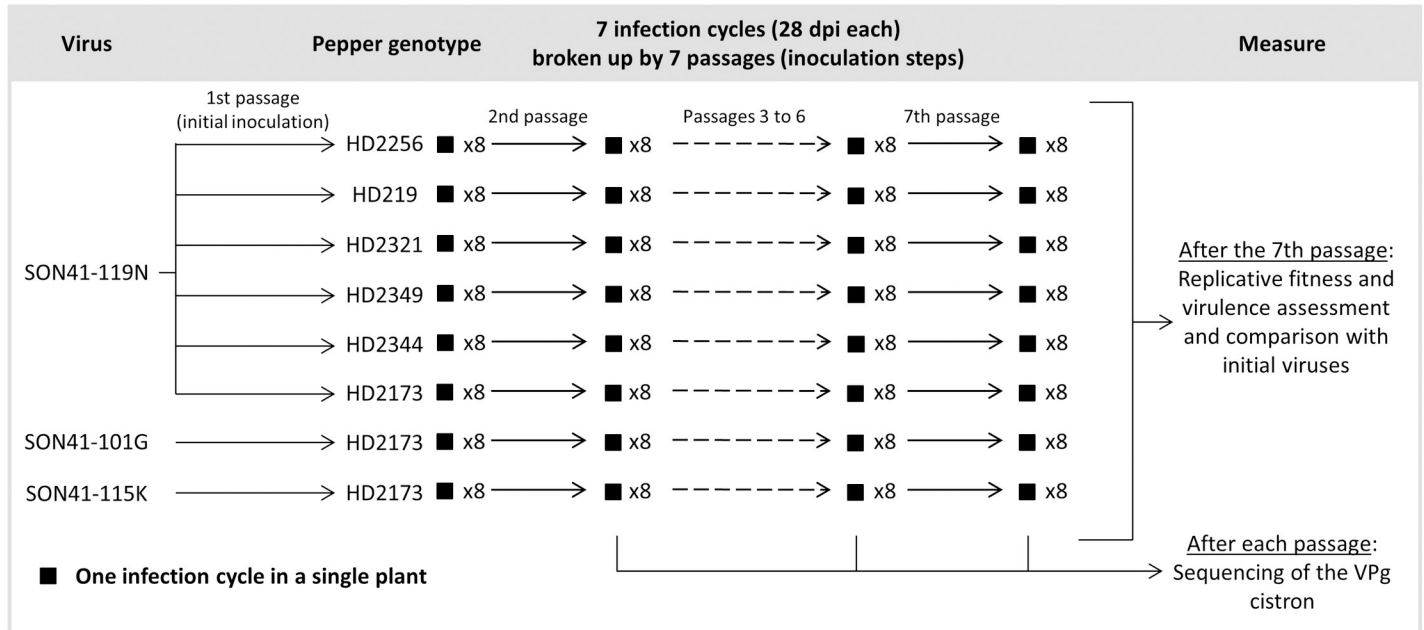 Virus
Pepper genotype
7 infection cycles (28 dpi each)
broken up by 7 passages (inoculation steps)
Measure
1st passage
(initial inoculation)
2nd passage
Passages 3 to 6
7th passage
HD2256 x8 x8 x8 x8
HD219 x8 x8 x8 x8
HD2321 x8 x8 x8 x8
SON41-119N
HD2349 x8 x8 x8 x8
HD2344 x8 x8 x8 x8
HD2173 x8 x8 x8 x8
SON41-101G HD2173 x8 x8 x8 x8
SON41-115K HD2173 x8 x8 x8 x8
After the 7th passage:
Replicative fitness and
virulence assessment
and comparison with
initial viruses
After each passage:
Sequencing of the VPg
cistron
One infection cycle in a single plant